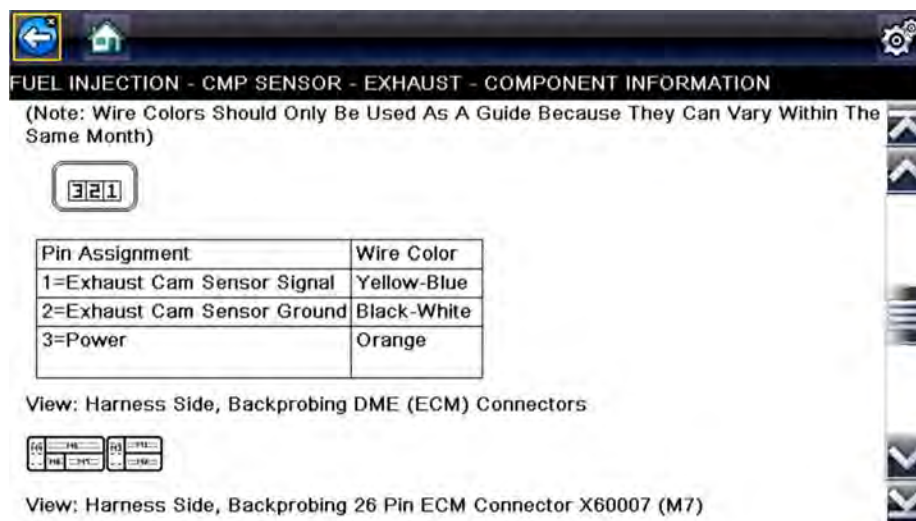 FUEL INJECTION - CMP SENSOR - EXHAUST - COMPONENT INFORMATION
(Note: Wire Colors Should Only Be Used As A Guide Because They Can Vary Within The
Same Month)
3 2 1
Pin Assignment Wire Color
1=Exhaust Cam Sensor Signal Yellow-Blue
2=Exhaust Cam Sensor Ground Black-White
3=Power Orange
View: Harness Side, Backprobing DME (ECM) Connectors
View: Harness Side, Backprobing 26 Pin ECM Connector X60007 (M7)